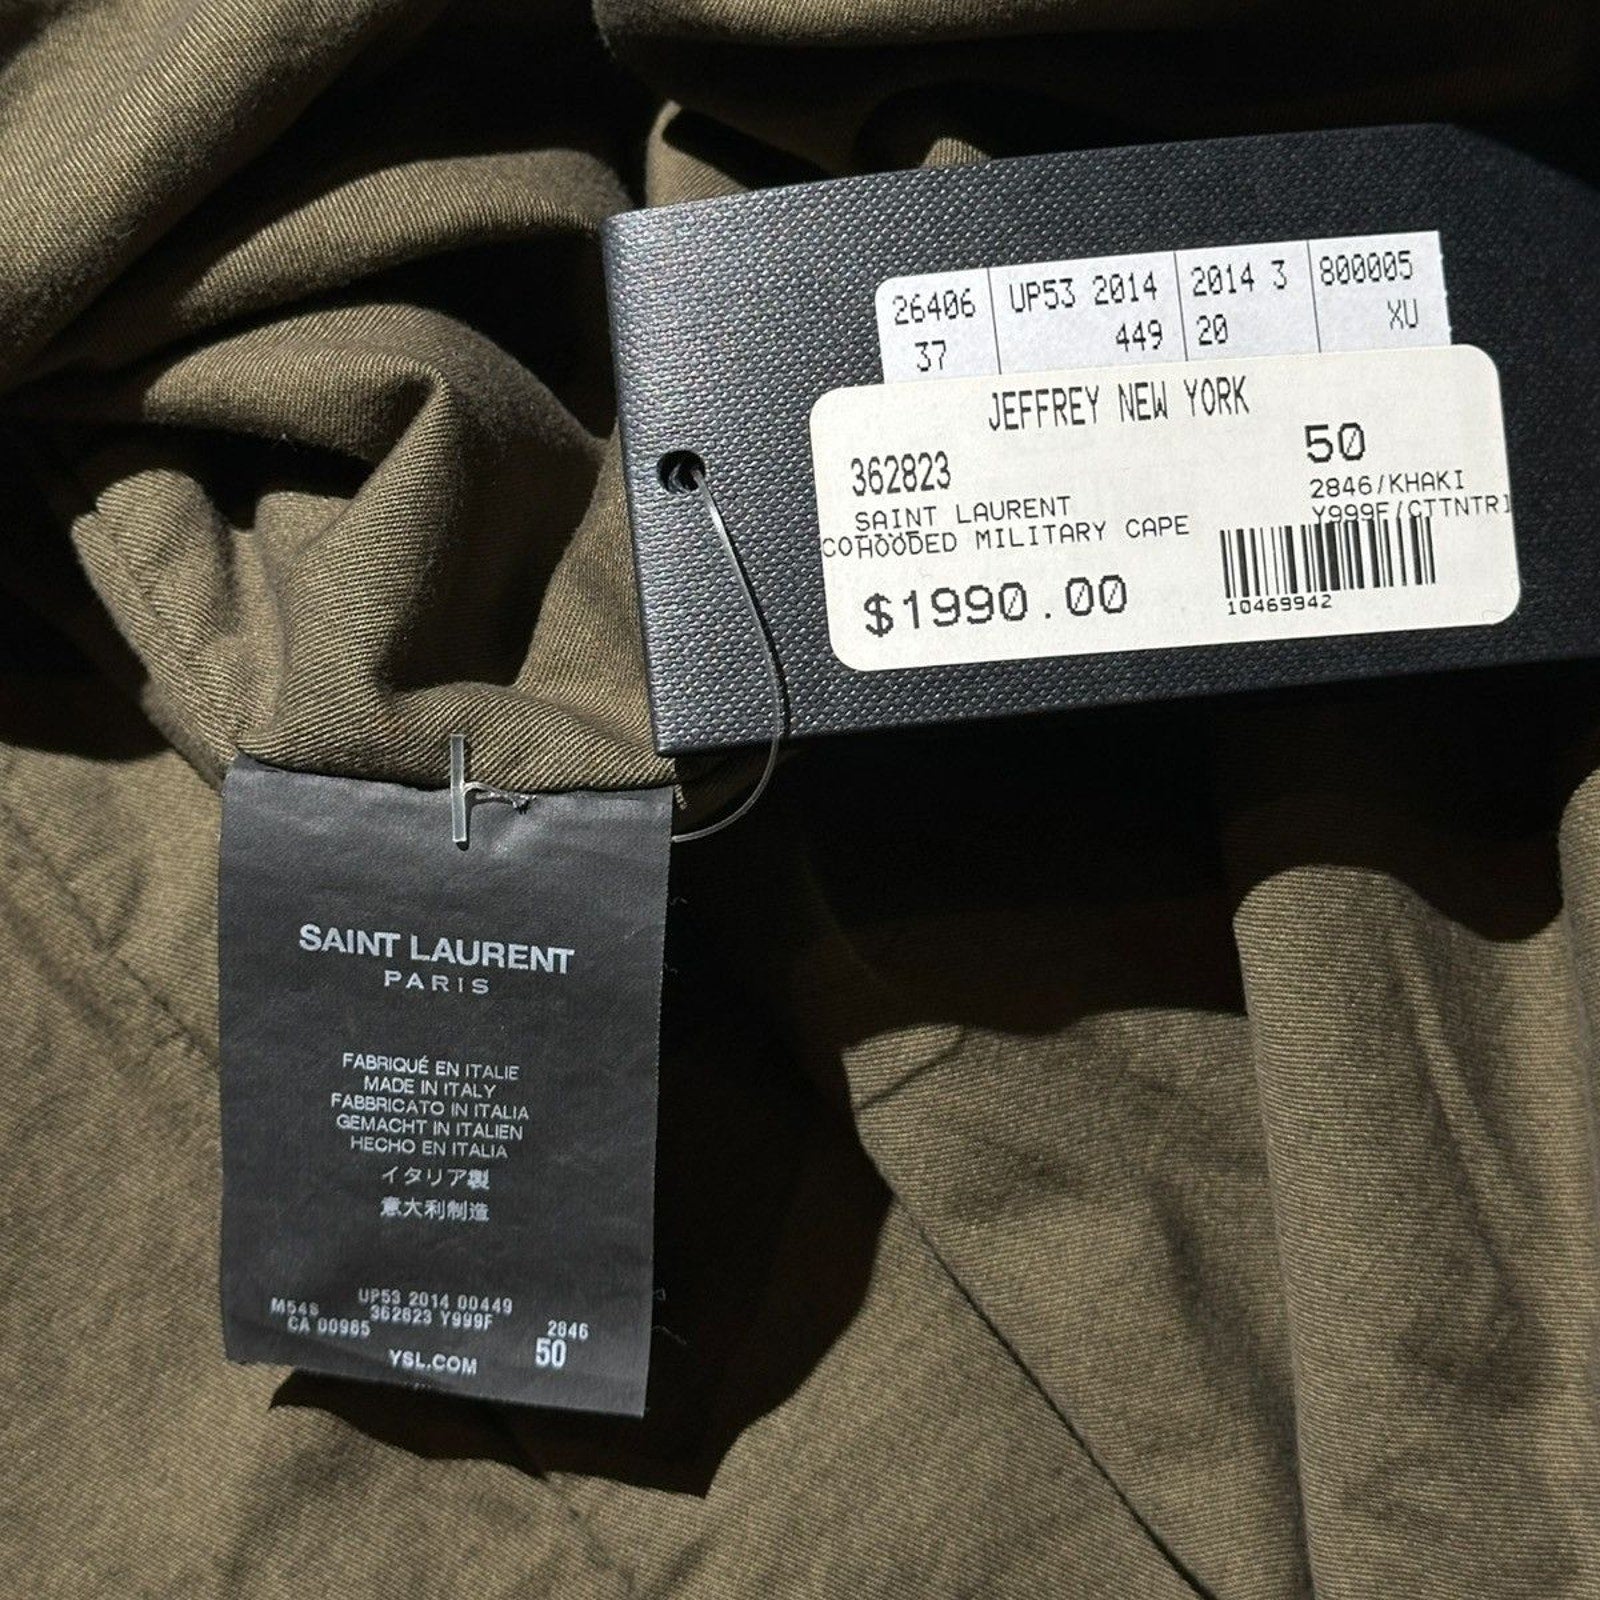 26406 UP53 2014 2014 3 800005
37 449 20 XU
JEFFREY NEW YORK
362823 50
SAINT LAURENT 2846/KHAKI
Y999F/CTTNTR
COHOODED MILITARY CAPE
$1990.00
10469942
SAINT LAURENT
PARIS
FABRIQUÉ EN ITALIE
MADE IN ITALY
FABBRICATO IN ITALIA
GEMACHT IN ITALIEN
HECHO EN ITALIA
イタリア製
意大利制造
UP53 2014 00449
M548 362823 Y999F 2846
CA 00985 50
YSL.COM